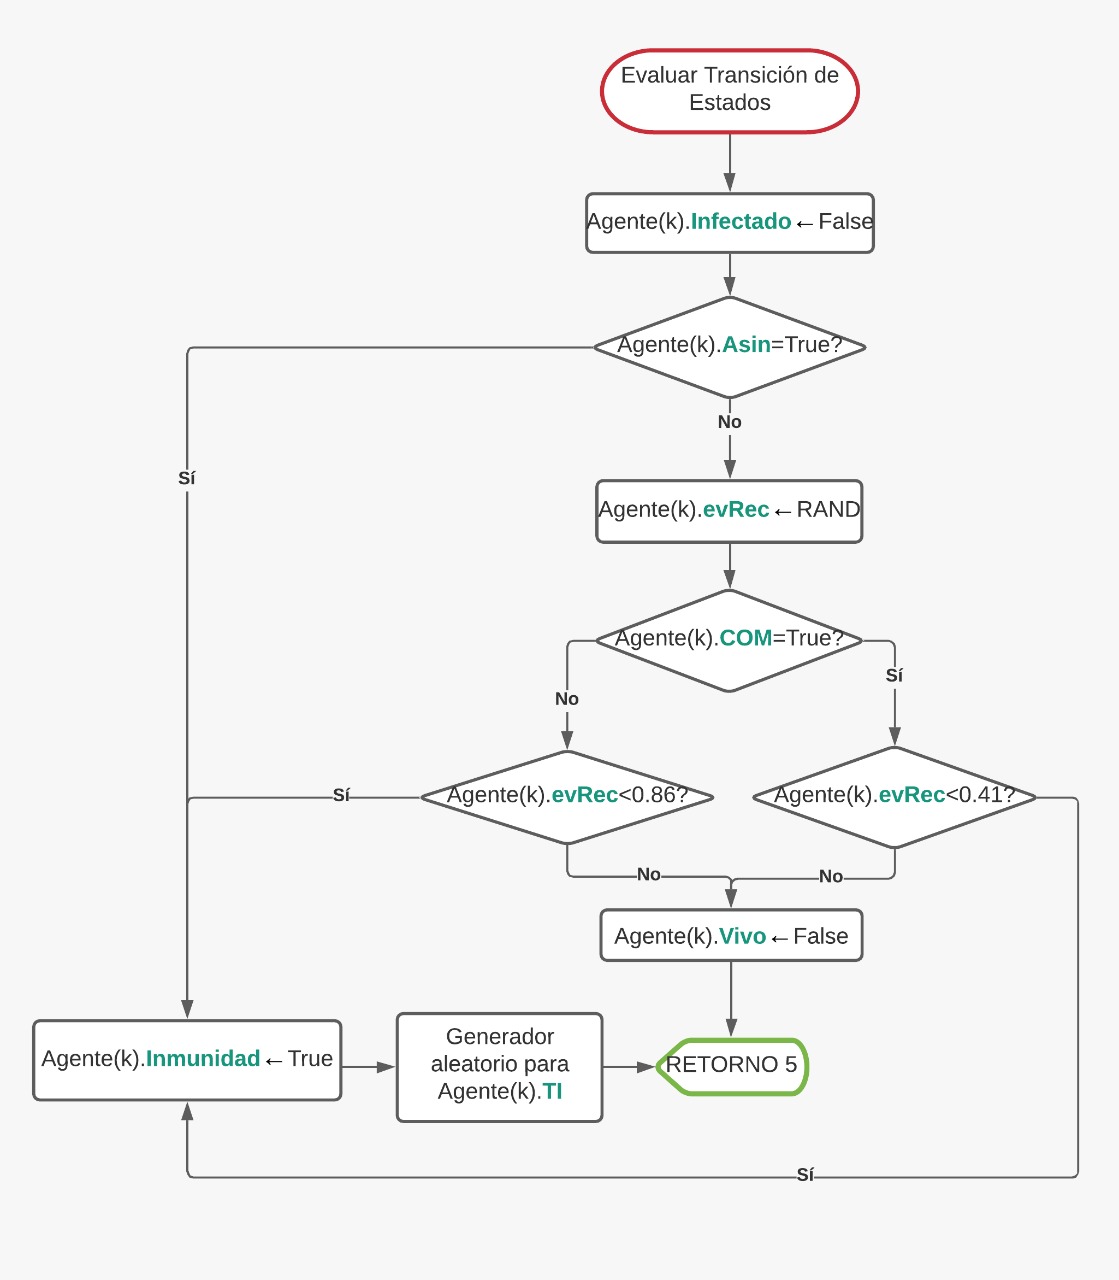 Evaluar Transición de
Estados
Agente(k).Infectado←False
Agente(k).Asin=True?
No
Sí
Agente(k).evRec←RAND
Agente(k).COM=True?
Sí
No
Agente(k).evRec<0.86?
Agente(k).evRec<0.41?
Sí
No
No
Agente(k).Vivo←False
Agente(k).Inmunidad←True
Generador
aleatorio para
Agente(k).TI
RETORNO 5
Sí